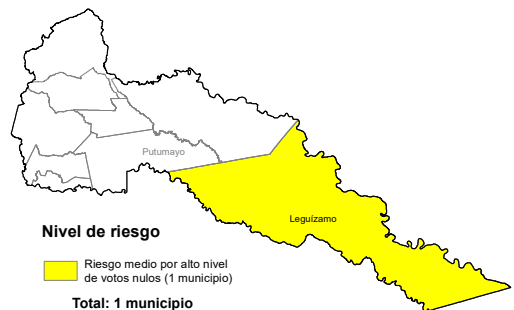 Putumayo
Leguízamo
Nivel de riesgo
Riesgo medio por alto nivel
de votos nulos (1 municipio)
Total: 1 municipio